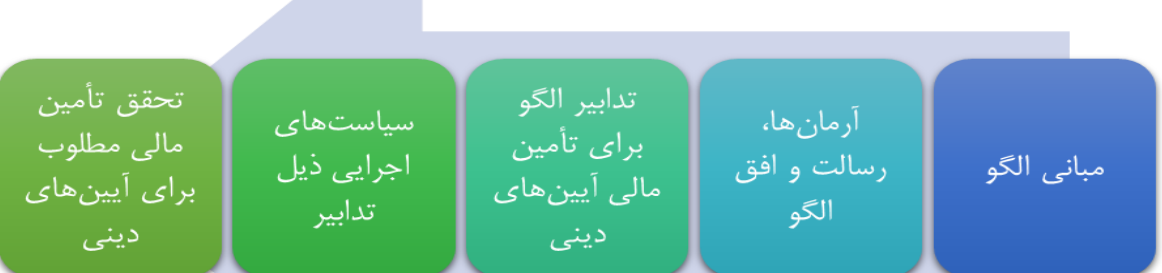 مبانی الگو
آرمان‌ها،
رسالت و افق
الگو
تدابیر الگو
برای تأمین
مالی آیین‌های
دینی
سیاست‌های
اجرایی ذیل
تدابیر
تحقق تأمین
مالی مطلوب
برای آیین‌های
دینی